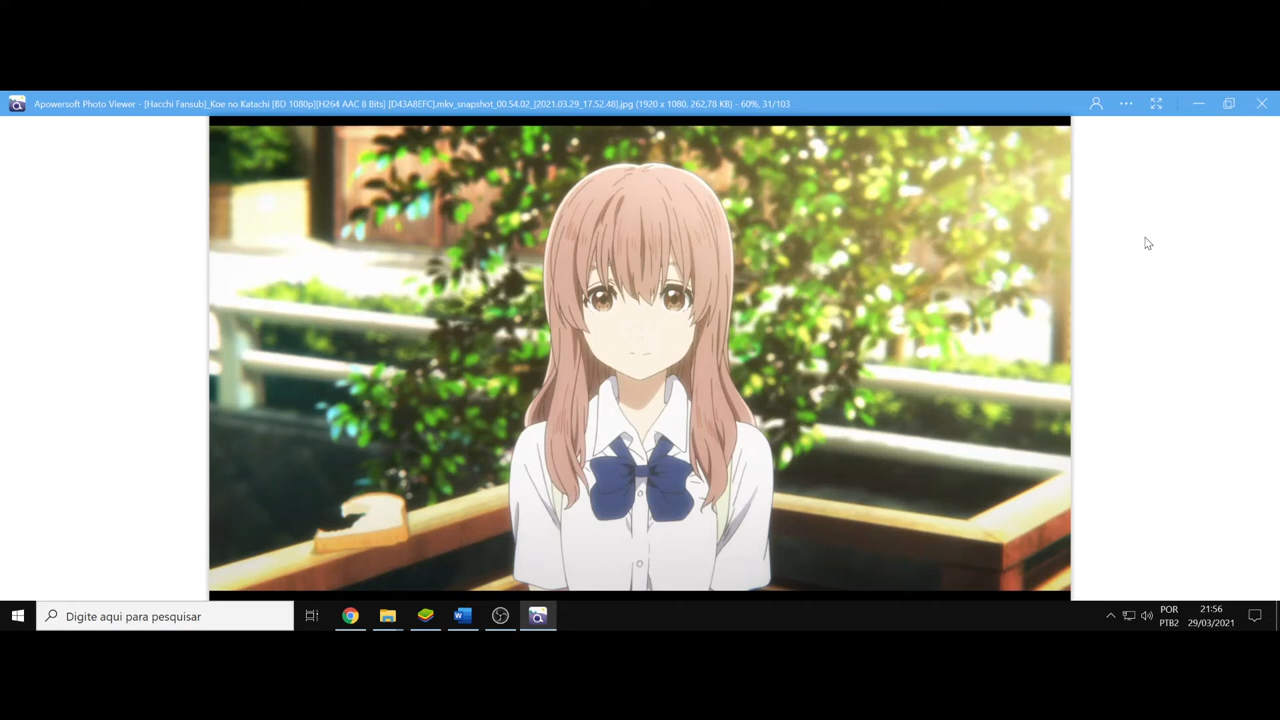 Apowersoft Photo Viewer - [Hacchi Fansub]_Koe no Katachi [BD 1080p][H264 AAC 8 Bits] [D43A8EFC].mkv_snapshot_00.54.02_[2021.03.29_17.52.48].jpg (1920 x 1080, 262,78 KB) - 60%, 31/103
Digite aqui para pesquisar
POR
PTB2
21:56
29/03/2021